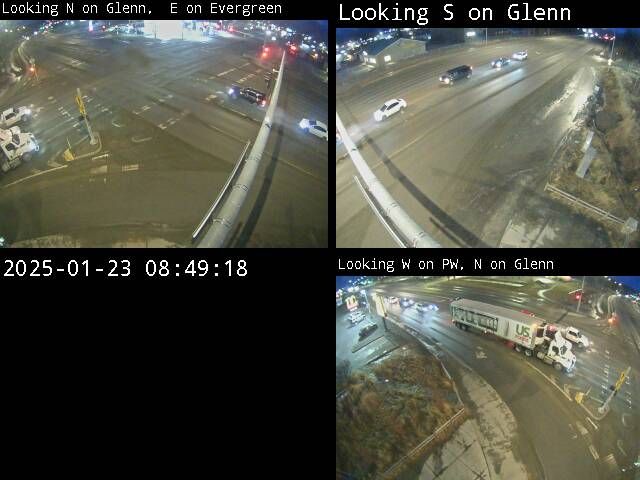 Looking N on Glenn,  E on Evergreen
Looking S on Glenn
2025-01-23 08:49:18
Looking W on PW, N on Glenn
US